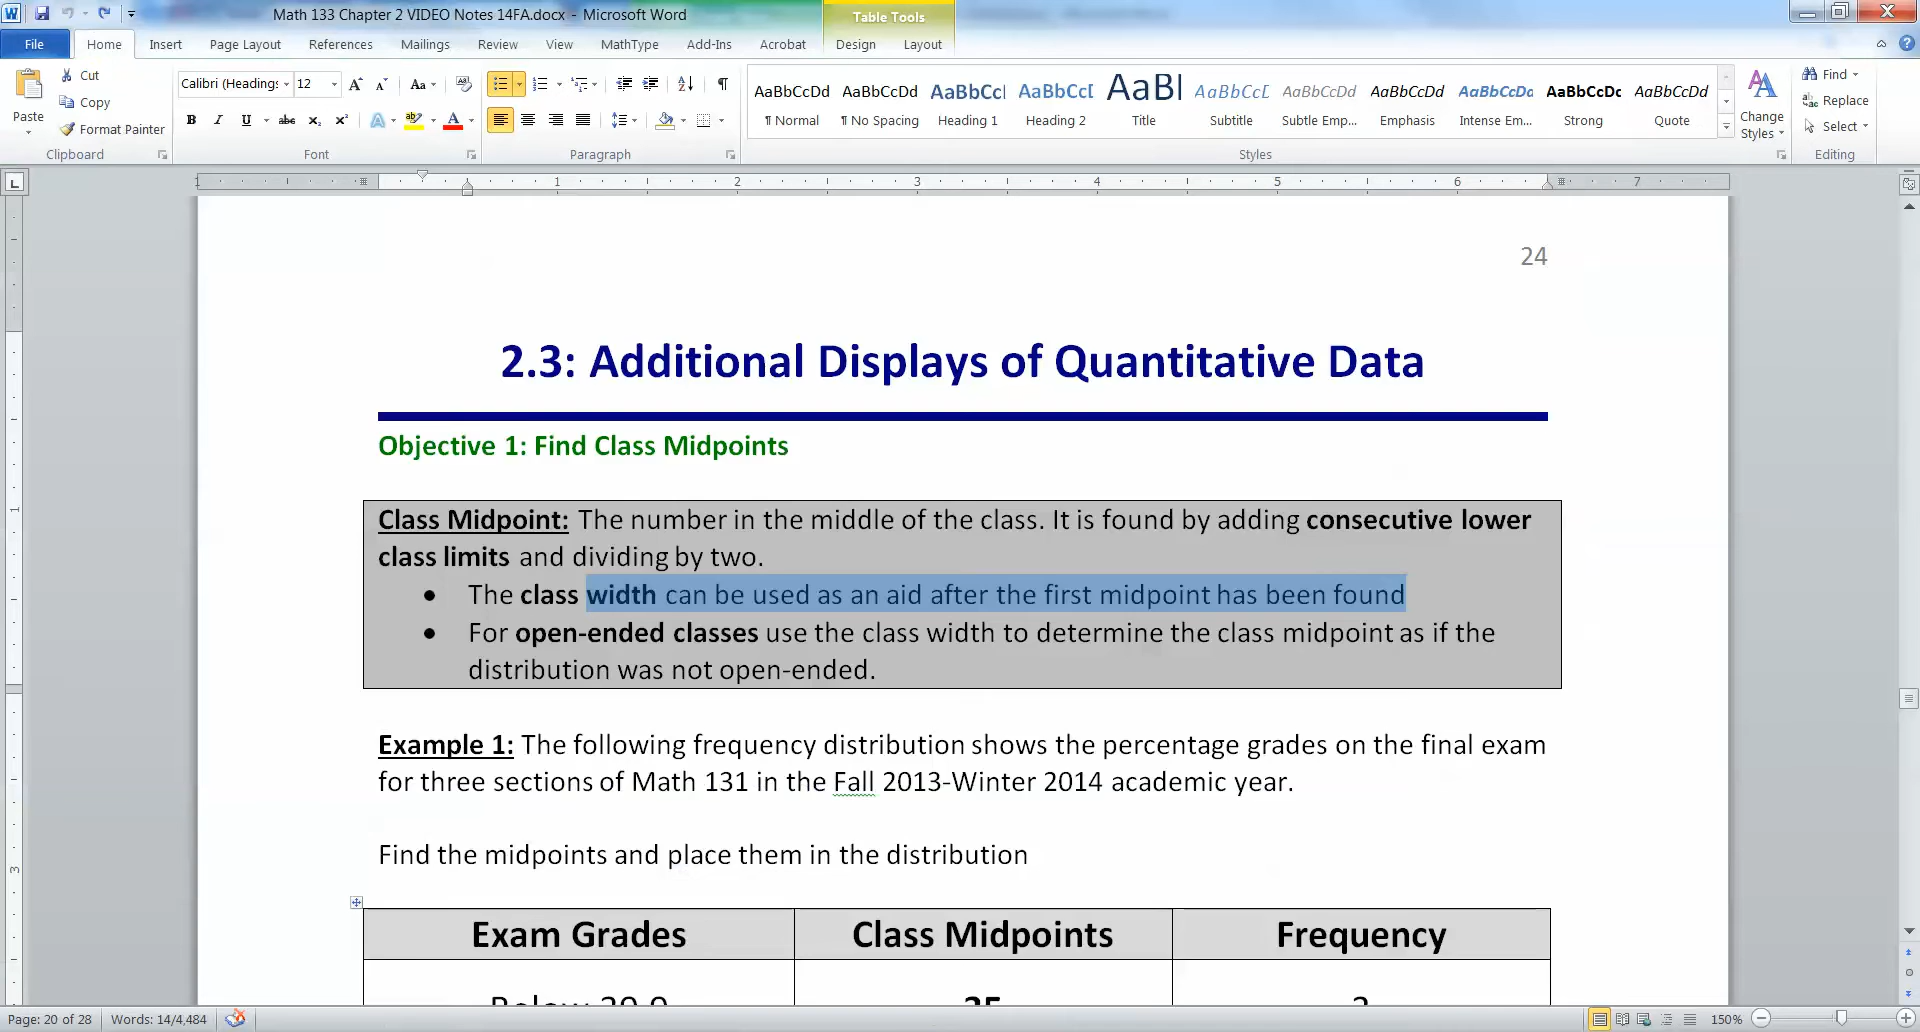 Math 133 Chapter 2 VIDEO Notes 14FA.docx - Microsoft Word
Table Tools
File Home Insert Page Layout References Mailings Review View MathType Add-Ins Acrobat Design Layout
Paste
Cut
Copy
Format Painter
Clipboard
Calibri (Headings 12
Font
Paragraph
AaBbCcDd AaBbCcDd AaBbCcI AaBbCcI AaBI AaBbCcI AaBbCcDd AaBbCcDd AaBbCcDd AaBbCcDc AaBbCcDd
¶ Normal ¶ No Spacing Heading 1 Heading 2 Title Subtitle Subtle Emp... Emphasis Intense Em... Strong Quote
Styles
Change
Styles
Find
Replace
Select
Editing
1 1 2 3 4 5 6 7
24
2.3: Additional Displays of Quantitative Data
Objective 1: Find Class Midpoints
Class Midpoint: The number in the middle of the class. It is found by adding consecutive lower
class limits and dividing by two.
• The class width can be used as an aid after the first midpoint has been found
• For open-ended classes use the class width to determine the class midpoint as if the
distribution was not open-ended.
Example 1: The following frequency distribution shows the percentage grades on the final exam
for three sections of Math 131 in the Fall 2013-Winter 2014 academic year.
Find the midpoints and place them in the distribution
Exam Grades Class Midpoints Frequency
Page: 20 of 28 Words: 14/4,484 150%